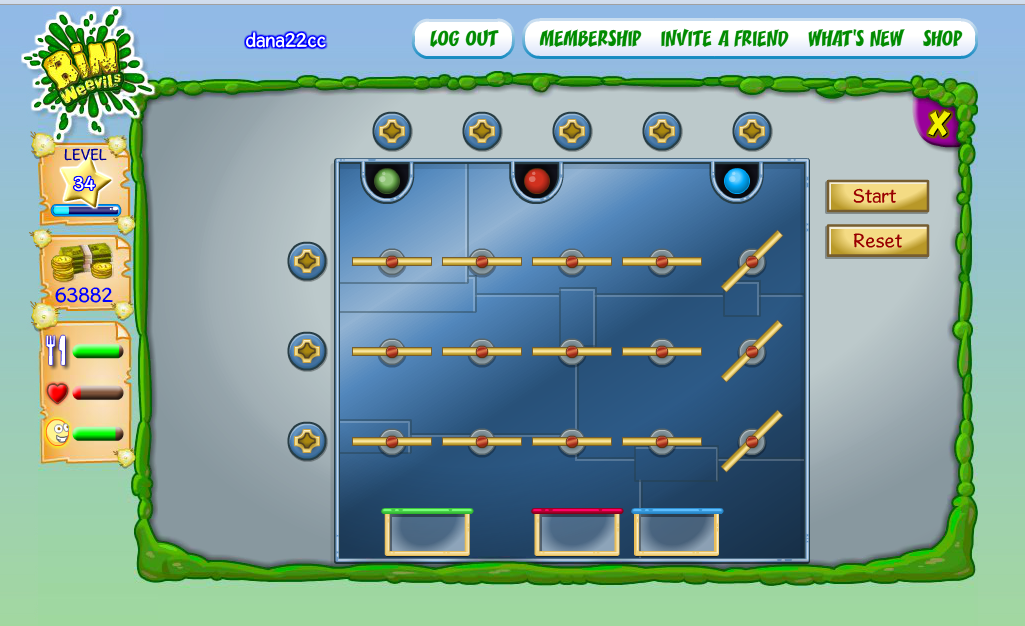 dana22cc
LOG OUT
MEMBERSHIP INVITE A FRIEND WHAT'S NEW SHOP
BiN
Weevils
X
LEVEL
34
Start
Reset
63882